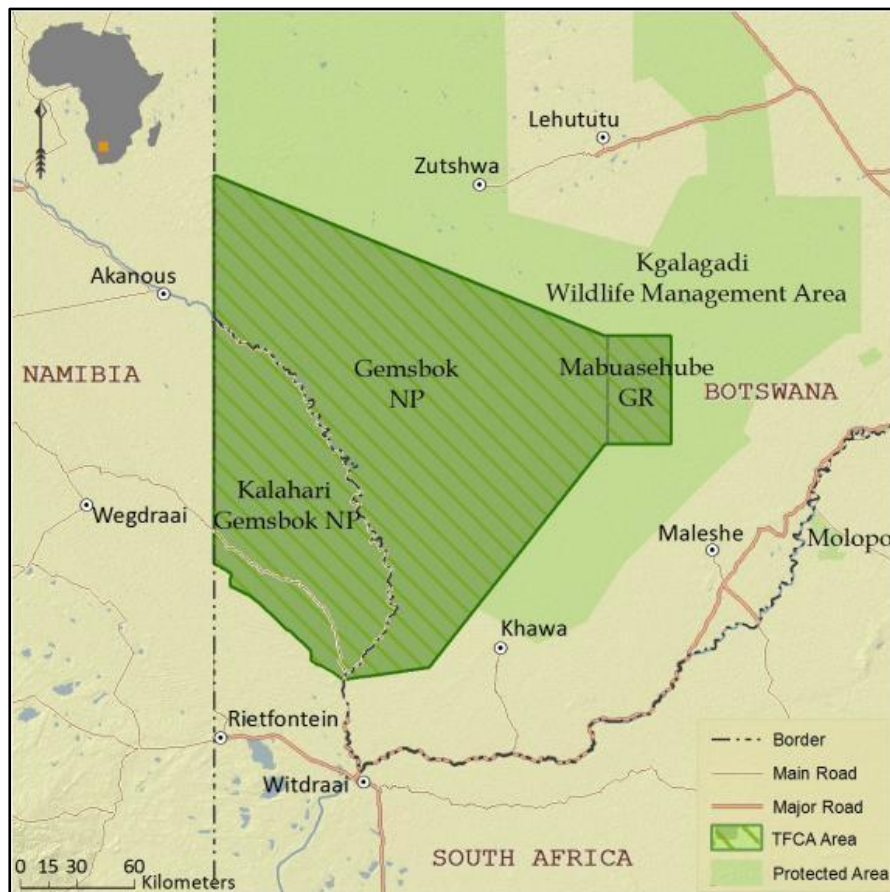 Lehututu
Zutshwa
Kgalagadi
Wildlife Management Area
Akanous
NAMIBIA
Gemsbok
NP
Mabuasehube
GR
BOTSWANA
Kalahari
Gemsbok NP
Wegdraai
Maleshe
Molopo
Khawa
Rietfontein
Witdraai
SOUTH AFRICA
Border
Main Road
Major Road
TFCA Area
Protected Area
0 15 30 60
Kilometers